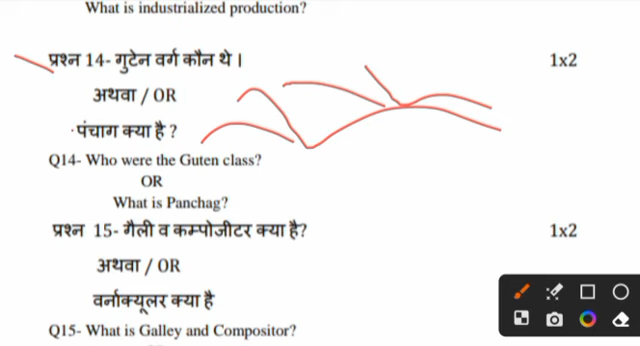 What is industrialized production?
प्रश्न 14- गुटेन वर्ग कौन थे । 1x2
अथवा / OR
पंचाग क्या है ?
Q14- Who were the Guten class?
OR
What is Panchag?
प्रश्न 15- गैली व कम्पोजीटर क्या है? 1x2
अथवा / OR
वर्नाक्यूलर क्या है
Q15- What is Galley and Compositor?